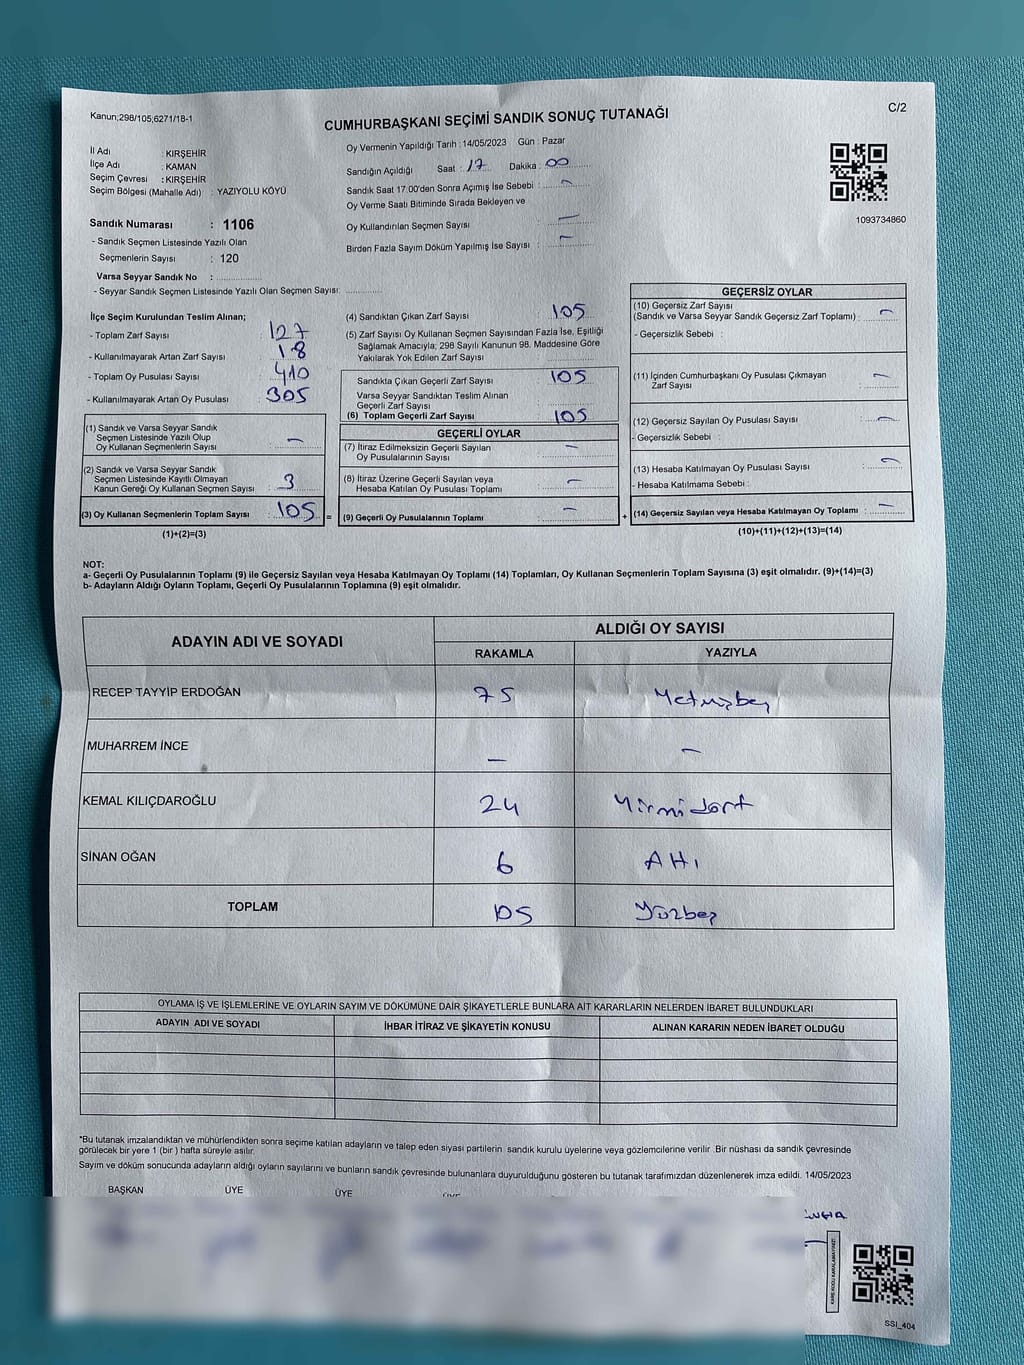 Kanun;298/105;6271/18-1
C/2
CUMHURBAŞKANI SEÇİMİ SANDIK SONUÇ TUTANAĞI
İl Adı : KIRŞEHİR
İlçe Adı : KAMAN
Seçim Çevresi : KIRŞEHİR
Seçim Bölgesi (Mahalle Adı) : YAZIYOLU KÖYÜ
Sandık Numarası : 1106
- Sandık Seçmen Listesinde Yazılı Olan
Seçmenlerin Sayısı : 120
Varsa Seyyar Sandık No :
- Seyyar Sandık Seçmen Listesinde Yazılı Olan Seçmen Sayısı:
Oy Vermenin Yapıldığı Tarih : 14/05/2023 Gün : Pazar
Sandığın Açıldığı Saat : 17 Dakika : 00
Sandık Saat 17:00'den Sonra Açımış İse Sebebi : -
Oy Verme Saati Bitiminde Sırada Bekleyen ve
Oy Kullandırılan Seçmen Sayısı -
Birden Fazla Sayım Döküm Yapılmış İse Sayısı : -
1093734860
İlçe Seçim Kurulundan Teslim Alınan;
- Toplam Zarf Sayısı 127
- Kullanılmayarak Artan Zarf Sayısı 18
- Toplam Oy Pusulası Sayısı 410
- Kullanılmayarak Artan Oy Pusulası 305
(1) Sandık ve Varsa Seyyar Sandık
Seçmen Listesinde Yazılı Olup
Oy Kullanan Seçmenlerin Sayısı : -
(2) Sandık ve Varsa Seyyar Sandık
Seçmen Listesinde Kayıtlı Olmayan
Kanun Gereği Oy Kullanan Seçmen Sayısı : 3
(3) Oy Kullanan Seçmenlerin Toplam Sayısı : 105
(1)+(2)=(3)
(4) Sandıktan Çıkan Zarf Sayısı 105
(5) Zarf Sayısı Oy Kullanan Seçmen Sayısından Fazla İse, Eşitliği
Sağlamak Amacıyla; 298 Sayılı Kanunun 98. Maddesine Göre
Yakılarak Yok Edilen Zarf Sayısı :
Sandıkta Çıkan Geçerli Zarf Sayısı 105
Varsa Seyyar Sandıktan Teslim Alınan
Geçerli Zarf Sayısı
(6) Toplam Geçerli Zarf Sayısı 105
GEÇERLİ OYLAR
(7) İtiraz Edilmeksizin Geçerli Sayılan
Oy Pusulalarının Sayısı : -
(8) İtiraz Üzerine Geçerli Sayılan veya
Hesaba Katılan Oy Pusulası Toplamı : -
= (9) Geçerli Oy Pusulalarının Toplamı : -
GEÇERSİZ OYLAR
(10) Geçersiz Zarf Sayısı
(Sandık ve Varsa Seyyar Sandık Geçersiz Zarf Toplamı) : -
- Geçersizlik Sebebi :
(11) İçinden Cumhurbaşkanı Oy Pusulası Çıkmayan
Zarf Sayısı : -
(12) Geçersiz Sayılan Oy Pusulası Sayısı : -
- Geçersizlik Sebebi :
(13) Hesaba Katılmayan Oy Pusulası Sayısı : -
- Hesaba Katılmama Sebebi :
+ (14) Geçersiz Sayılan veya Hesaba Katılmayan Oy Toplamı : -
(10)+(11)+(12)+(13)=(14)
NOT:
a- Geçerli Oy Pusulalarının Toplamı (9) ile Geçersiz Sayılan veya Hesaba Katılmayan Oy Toplamı (14) Toplamları, Oy Kullanan Seçmenlerin Toplam Sayısına (3) eşit olmalıdır. (9)+(14)=(3)
b- Adayların Aldığı Oyların Toplamı, Geçerli Oy Pusulalarının Toplamına (9) eşit olmalıdır.
ADAYIN ADI VE SOYADI
ALDIĞI OY SAYISI
RAKAMLA YAZIYLA
RECEP TAYYİP ERDOĞAN 75 Yetmişbeş
MUHARREM İNCE - -
KEMAL KILIÇDAROĞLU 24 Yirmi dört
SİNAN OĞAN 6 Altı
TOPLAM 105 Yüzbeş
OYLAMA İŞ VE İŞLEMLERİNE VE OYLARIN SAYIM VE DÖKÜMÜNE DAİR ŞİKAYETLERLE BUNLARA AİT KARARLARIN NELERDEN İBARET BULUNDUKLARI
ADAYIN ADI VE SOYADI İHBAR İTİRAZ VE ŞİKAYETİN KONUSU ALINAN KARARIN NEDEN İBARET OLDUĞU
*Bu tutanak imzalandıktan ve mühürlendikten sonra seçime katılan adayların ve talep eden siyasi partilerin sandık kurulu üyelerine veya gözlemcilerine verilir .Bir nüshası da sandık çevresinde
görülecek bir yere 1 (bir ) hafta süreyle asılır.
Sayım ve döküm sonucunda adayların aldığı oyların sayılarını ve bunların sandık çevresinde bulunanlara duyurulduğunu gösteren bu tutanak tarafımızdan düzenlenerek imza edildi. 14/05/2023
BAŞKAN ÜYE ÜYE
SSI_404